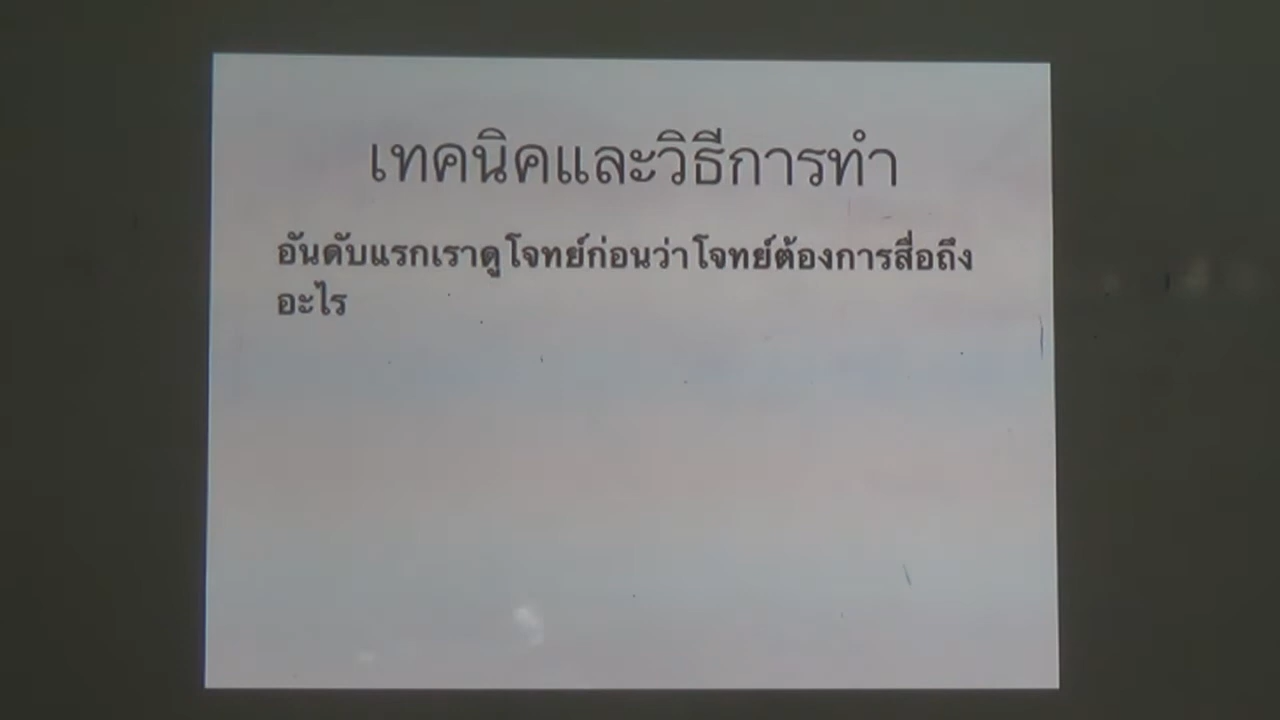 เทคนิคและวิธีการทำ
อันดับแรกเราดูโจทย์ก่อนว่าโจทย์ต้องการสื่อถึง
อะไร